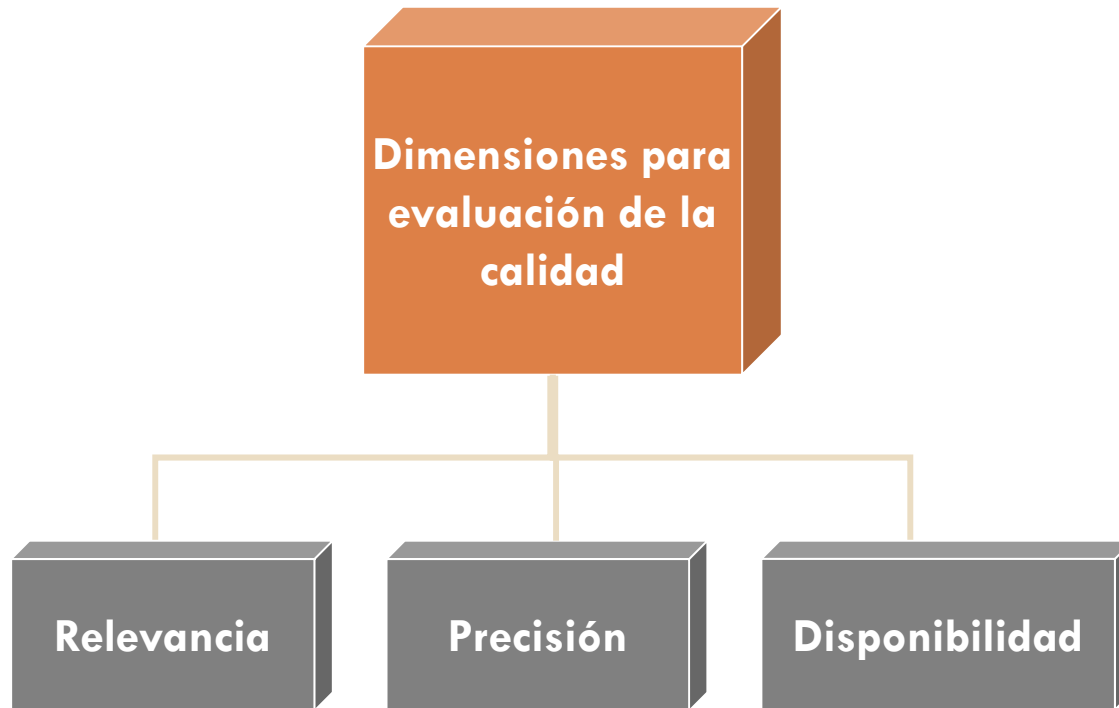 Dimensiones para
evaluación de la
calidad
Relevancia
Precisión
Disponibilidad